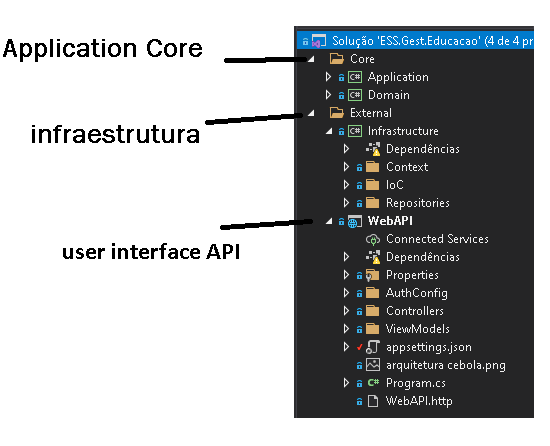 Solução 'ESS.Gest.Educacao' (4 de 4 pr
Application Core
Core
Application
Domain
infraestrutura
External
Infrastructure
Dependências
Context
IoC
Repositories
user interface API
WebAPI
Connected Services
Dependências
Properties
AuthConfig
Controllers
ViewModels
appsettings.json
arquitetura cebola.png
C# Program.cs
WebAPI.http